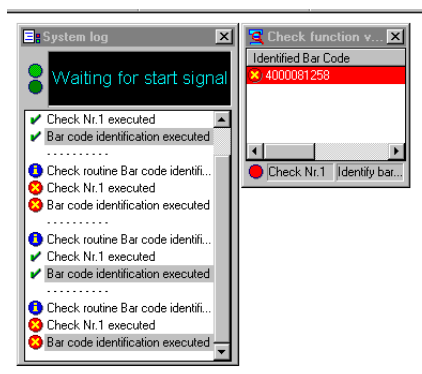 System log
Waiting for start signal
Check Nr.1 executed
Bar code identification executed
- - - - - - - - - -
Check routine Bar code identifi...
Check Nr.1 executed
Bar code identification executed
- - - - - - - - - -
Check routine Bar code identifi...
Check Nr.1 executed
Bar code identification executed
- - - - - - - - - -
Check routine Bar code identifi...
Check Nr.1 executed
Bar code identification executed
Check function v...
Identified Bar Code
4000081258
Check Nr.1 Identify bar...